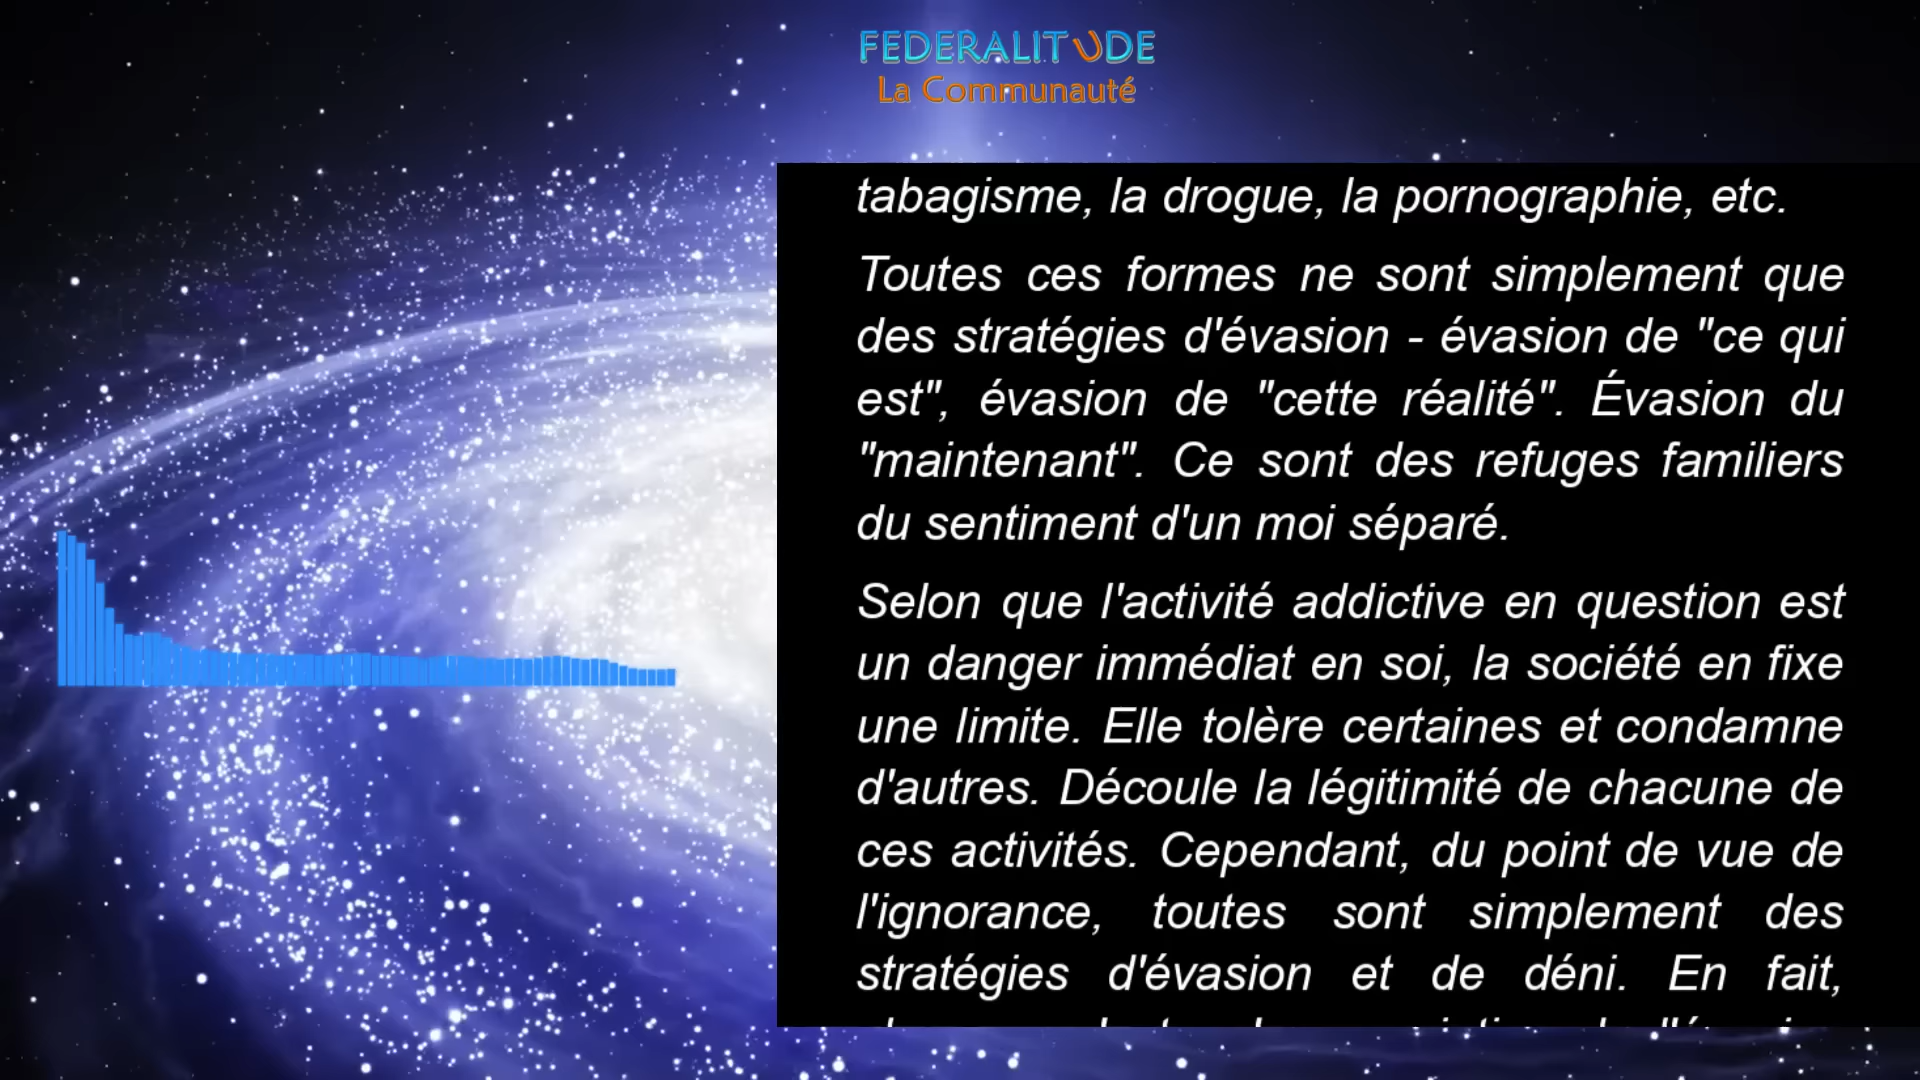 FEDERALITUDE
La Communauté
tabagisme, la drogue, la pornographie, etc.
Toutes ces formes ne sont simplement que
des stratégies d'évasion - évasion de "ce qui
est", évasion de "cette réalité". Évasion du
"maintenant". Ce sont des refuges familiers
du sentiment d'un moi séparé.
Selon que l'activité addictive en question est
un danger immédiat en soi, la société en fixe
une limite. Elle tolère certaines et condamne
d'autres. Découle la légitimité de chacune de
ces activités. Cependant, du point de vue de
l'ignorance, toutes sont simplement des
stratégies d'évasion et de déni. En fait,